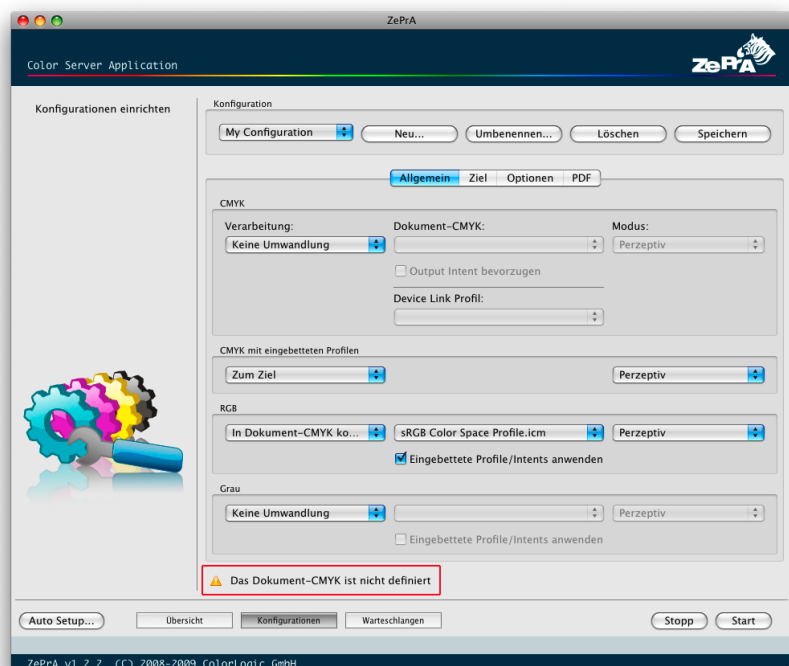 ZePrA
Color Server Application
ZePrA
Konfigurationen einrichten
Konfiguration
My Configuration
Neu...
Umbenennen...
Löschen
Speichern
Allgemein Ziel Optionen PDF
CMYK
Verarbeitung: Dokument-CMYK: Modus:
Keine Umwandlung Perzeptiv
Output Intent bevorzugen
Device Link Profil:
CMYK mit eingebetteten Profilen
Zum Ziel Perzeptiv
RGB
In Dokument-CMYK ko... sRGB Color Space Profile.icm Perzeptiv
Eingebettete Profile/Intents anwenden
Grau
Keine Umwandlung Perzeptiv
Eingebettete Profile/Intents anwenden
Das Dokument-CMYK ist nicht definiert
Auto Setup... Übersicht Konfigurationen Warteschlangen Stopp Start
ZePrA v1.2.2, (C) 2008-2009 ColorLogic GmbH